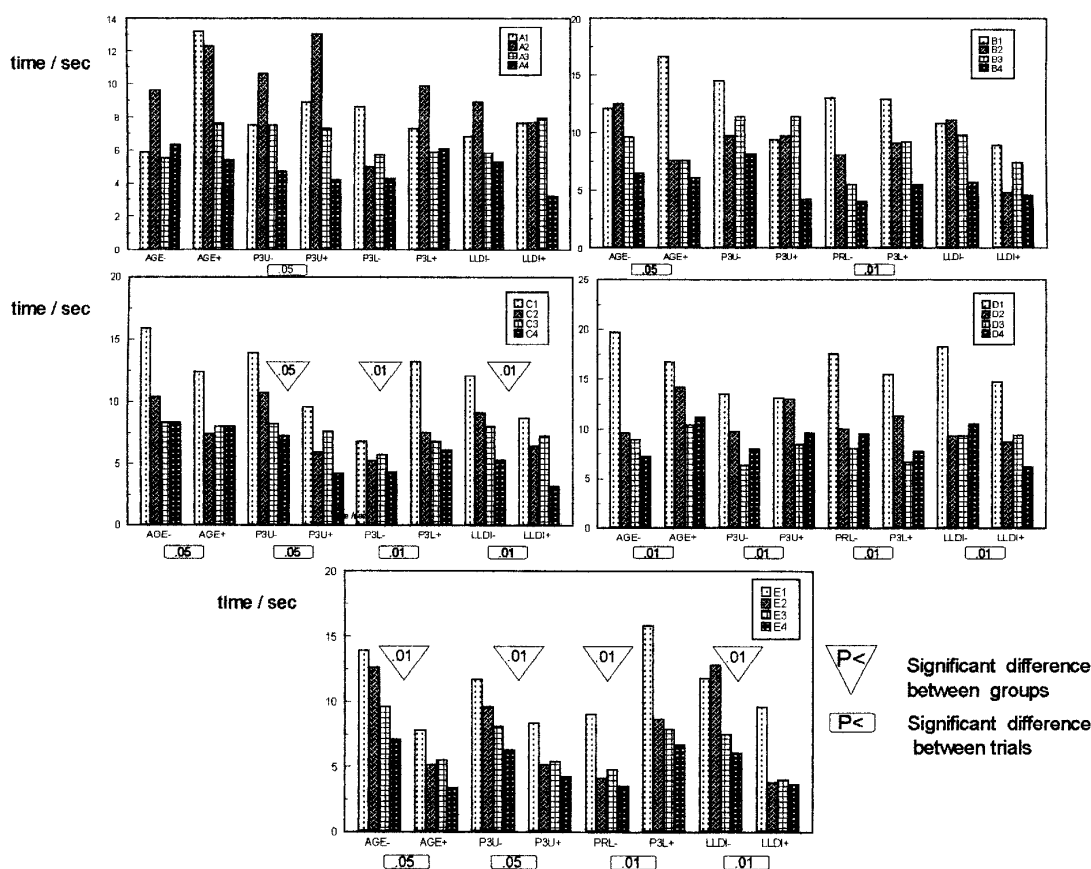 time / sec
14
12
10
8
6
4
2
0
A1
A2
A3
A4
AGE- AGE+ P3U- P3U+ P3L- P3L+ LLDI- LLDI+
.05
20
15
10
5
0
B1
B2
B3
B4
AGE- AGE+ P3U- P3U+ PRL- P3L+ LLDI- LLDI+
.05 .01
time / sec
20
15
10
5
0
C1
C2
C3
C4
.05 .01 .01
AGE- AGE+ P3U- P3U+ P3L- P3L+ LLDI- LLDI+
.05 .05 .01 .01
25
20
15
10
5
0
D1
D2
D3
D4
AGE- AGE+ P3U- P3U+ PRL- P3L+ LLDI- LLDI+
.01 .01 .01 .01
time / sec
20
15
10
5
0
E1
E2
E3
E4
.01 .01 .01 .01
AGE- AGE+ P3U- P3U+ PRL- P3L+ LLDI- LLDI+
.05 .05 .01 .01
P< Significant difference
between groups
P< Significant difference
between trials